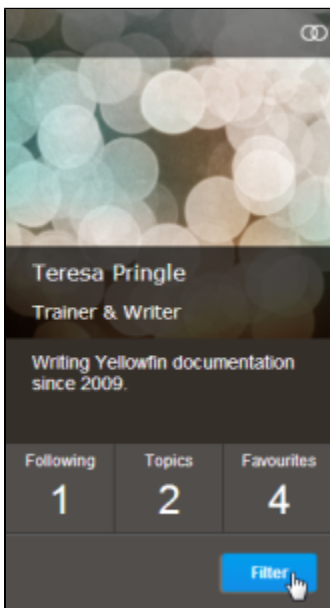 Teresa Pringle
Trainer & Writer
Writing Yellowfin documentation
since 2009.
Following Topics Favourites
1 2 4
Filter